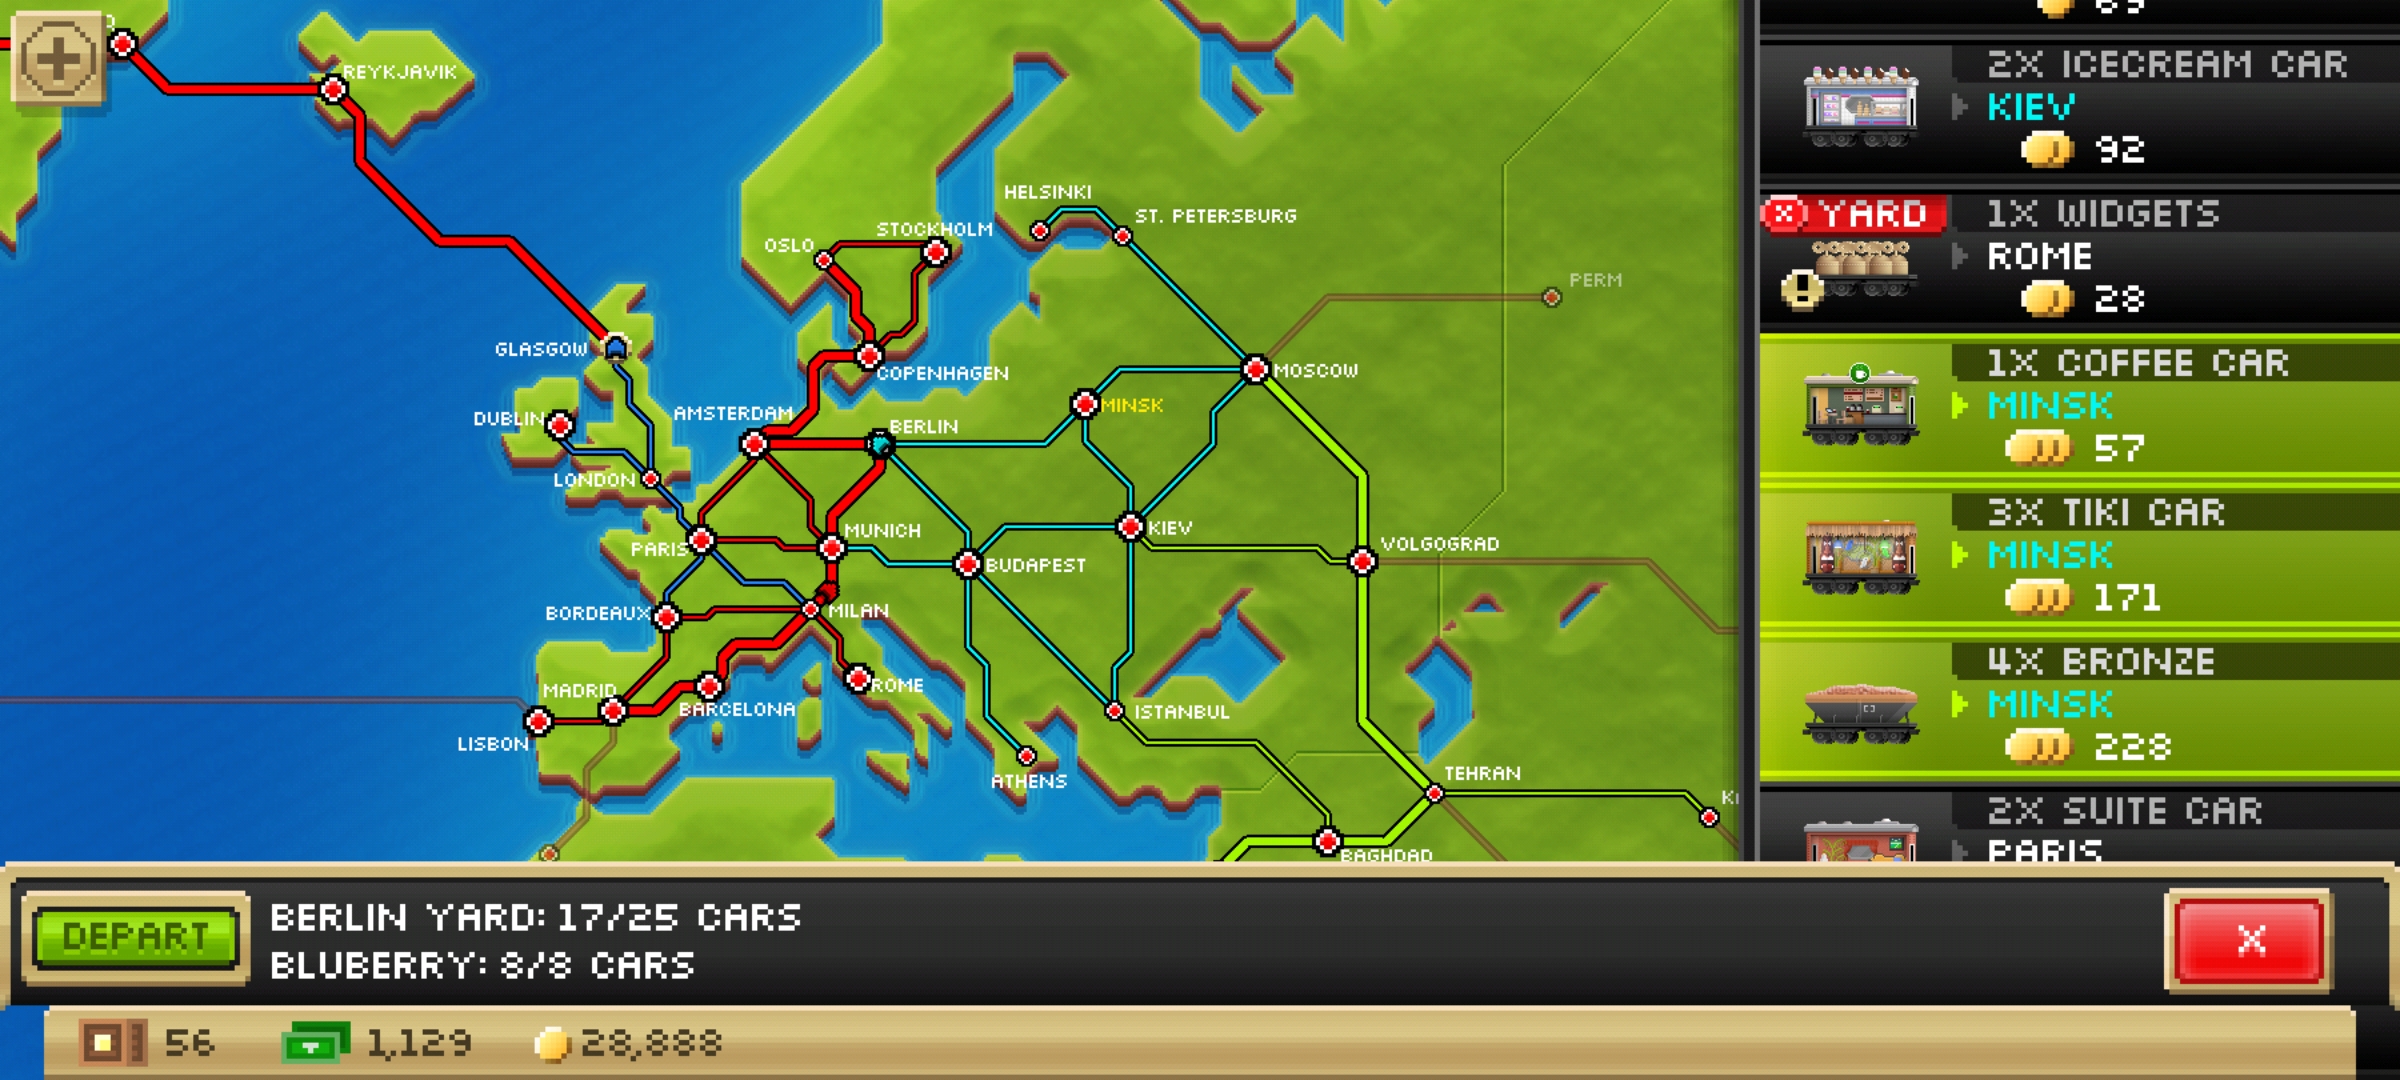 REYKJAVIK
HELSINKI
ST. PETERSBURG
STOCKHOLM
OSLO
PERM
GLASGOW
COPENHAGEN
MOSCOW
MINSK
DUBLIN
AMSTERDAM
BERLIN
LONDON
MUNICH
KIEV
PARIS
VOLGOGRAD
BUDAPEST
BORDEAUX
MILAN
MADRID
ROME
BARCELONA
ISTANBUL
LISBON
ATHENS
TEHRAN
BAGHDAD
2X ICECREAM CAR
KIEV
92
YARD
1X WIDGETS
ROME
28
1X COFFEE CAR
MINSK
57
3X TIKI CAR
MINSK
171
4X BRONZE
MINSK
228
2X SUITE CAR
PARIS
DEPART
BERLIN YARD: 17/25 CARS
BLUBERRY: 8/8 CARS
X
56
1,129
28,888